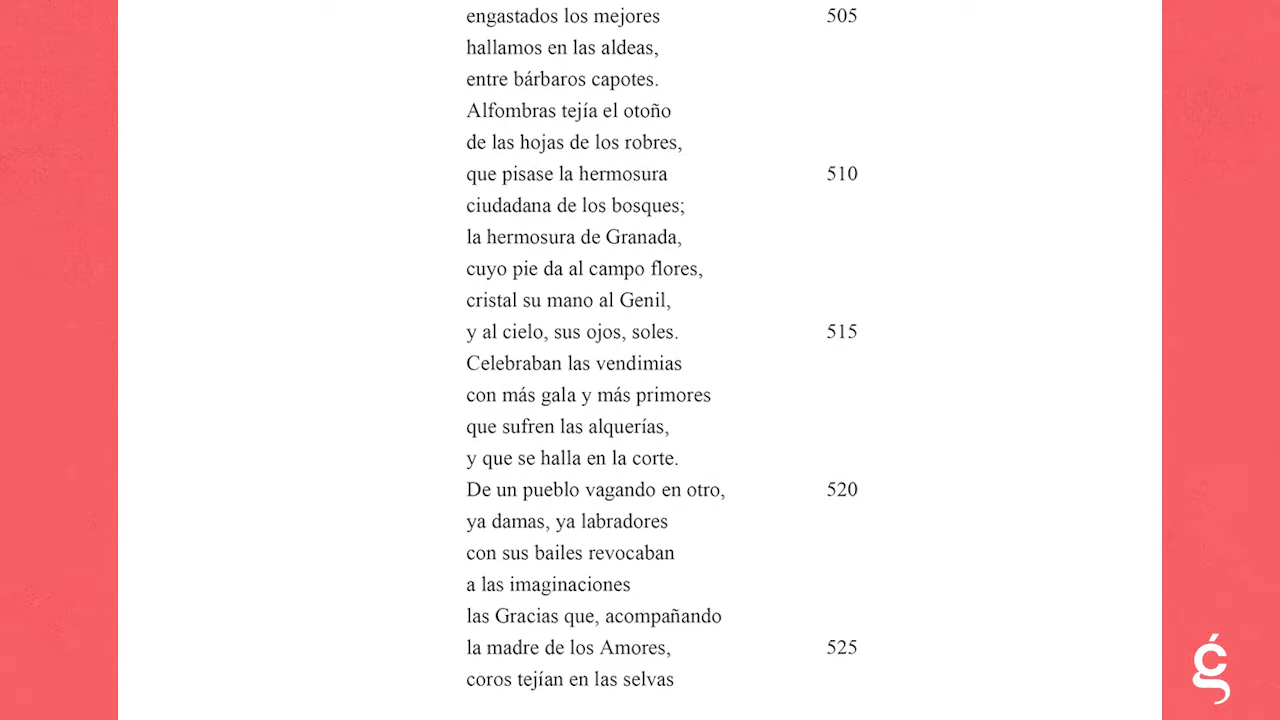 engastados los mejores 505
hallamos en las aldeas,
entre bárbaros capotes.
Alfombras tejía el otoño
de las hojas de los robres,
que pisase la hermosura 510
ciudadana de los bosques;
la hermosura de Granada,
cuyo pie da al campo flores,
cristal su mano al Genil,
y al cielo, sus ojos, soles. 515
Celebraban las vendimias
con más gala y más primores
que sufren las alquerías,
y que se halla en la corte.
De un pueblo vagando en otro, 520
ya damas, ya labradores
con sus bailes revocaban
a las imaginaciones
las Gracias que, acompañando
la madre de los Amores, 525
coros tejían en las selvas